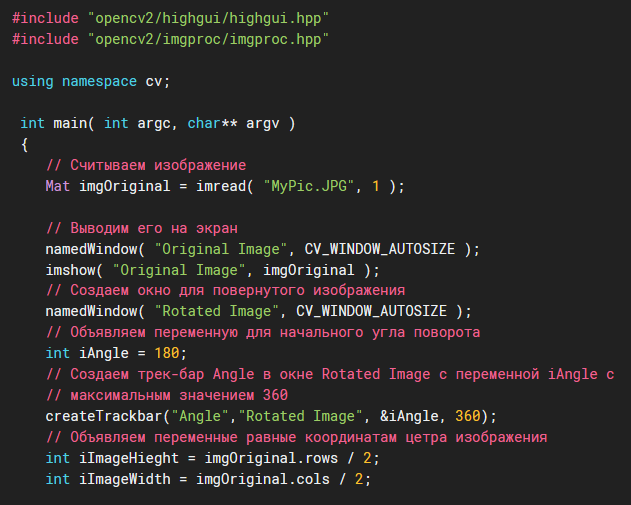 #include "opencv2/highgui/highgui.hpp"
#include "opencv2/imgproc/imgproc.hpp"

using namespace cv;

int main( int argc, char** argv )
{
// Считываем изображение
Mat imgOriginal = imread( "MyPic.JPG", 1 );

// Выводим его на экран
namedWindow( "Original Image", CV_WINDOW_AUTOSIZE );
imshow( "Original Image", imgOriginal );
// Создаем окно для повернутого изображения
namedWindow( "Rotated Image", CV_WINDOW_AUTOSIZE );
// Объявляем переменную для начального угла поворота
int iAngle = 180;
// Создаем трек-бар Angle в окне Rotated Image с переменной iAngle с
// максимальным значением 360
createTrackbar("Angle","Rotated Image", &iAngle, 360);
// Объявляем переменные равные координатам цетра изображения
int iImageHieght = imgOriginal.rows / 2;
int iImageWidth = imgOriginal.cols / 2;